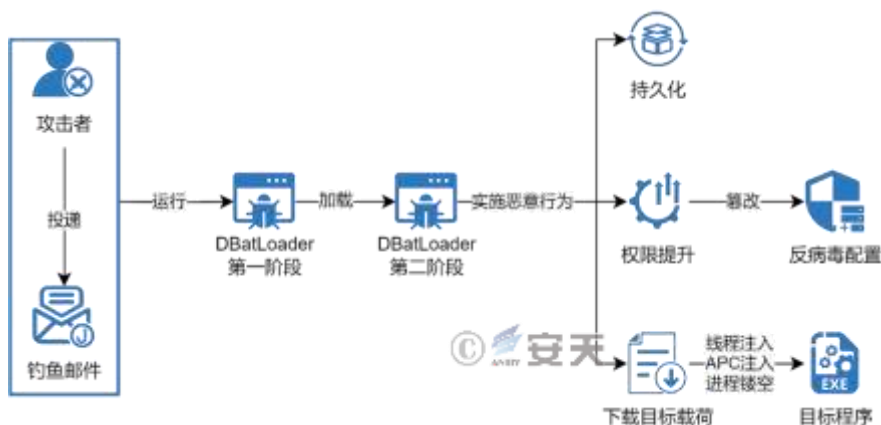 攻击者
投递
钓鱼邮件
运行
DBatLoader
第一阶段
加载
DBatLoader
第二阶段
实施恶意行为
持久化
权限提升
篡改
反病毒配置
© 安天
ANTIY
下载目标载荷
线程注入
APC注入
进程镂空
EXE
目标程序